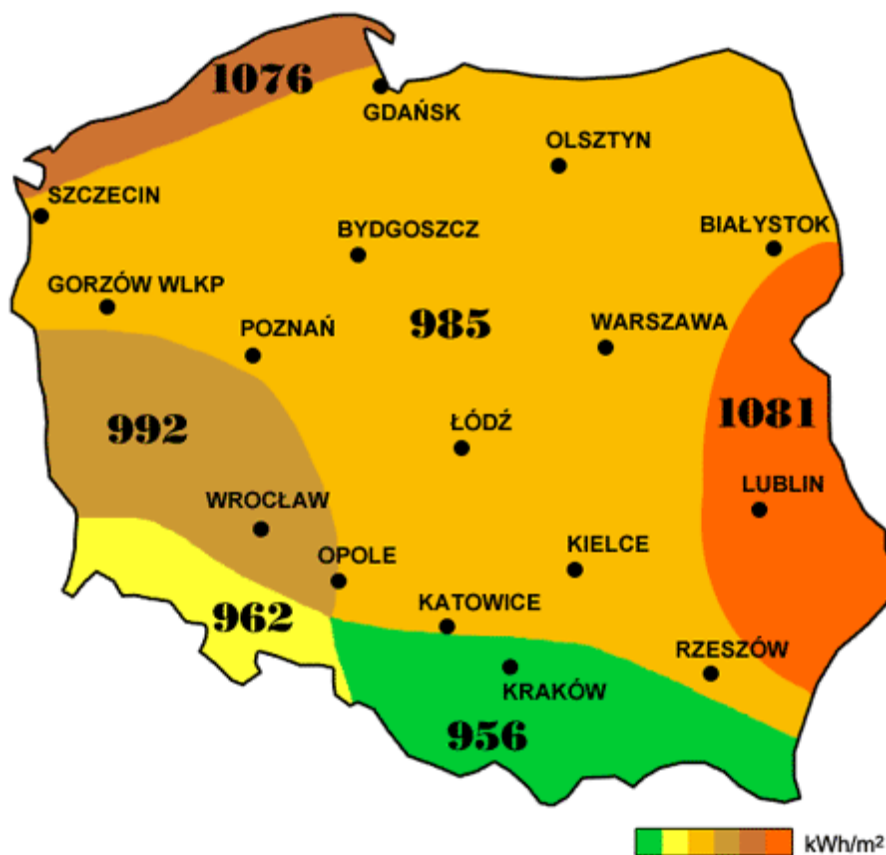 1076
GDAŃSK
OLSZTYN
SZCZECIN
BYDGOSZCZ
BIAŁYSTOK
GORZÓW WLKP
POZNAŃ
985
WARSZAWA
992
ŁÓDŹ
1081
WROCŁAW
LUBLIN
OPOLE
KIELCE
962
KATOWICE
RZESZÓW
KRAKÓW
956
kWh/m²